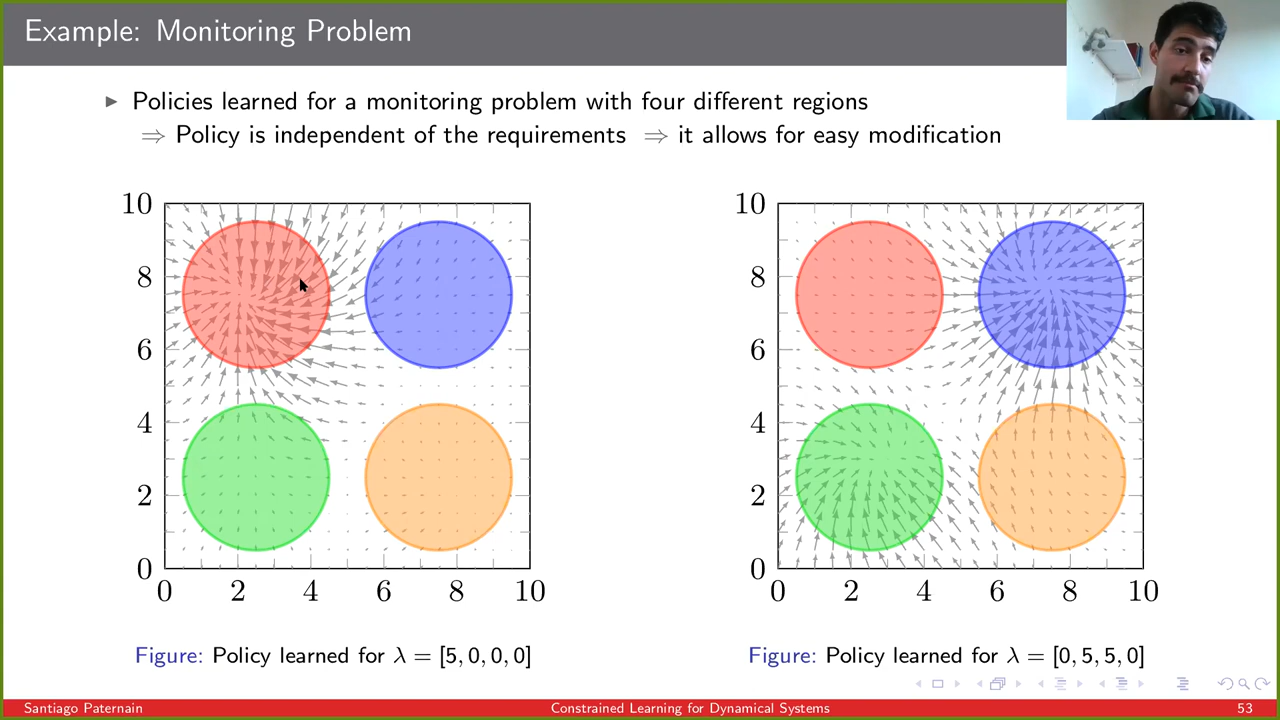 Example: Monitoring Problem
Policies learned for a monitoring problem with four different regions
⇒ Policy is independent of the requirements ⇒ it allows for easy modification
10
8
6
4
2
0
0 2 4 6 8 10
Figure: Policy learned for λ = [5, 0, 0, 0]
10
8
6
4
2
0
0 2 4 6 8 10
Figure: Policy learned for λ = [0, 5, 5, 0]
Santiago Paternain
Constrained Learning for Dynamical Systems
53